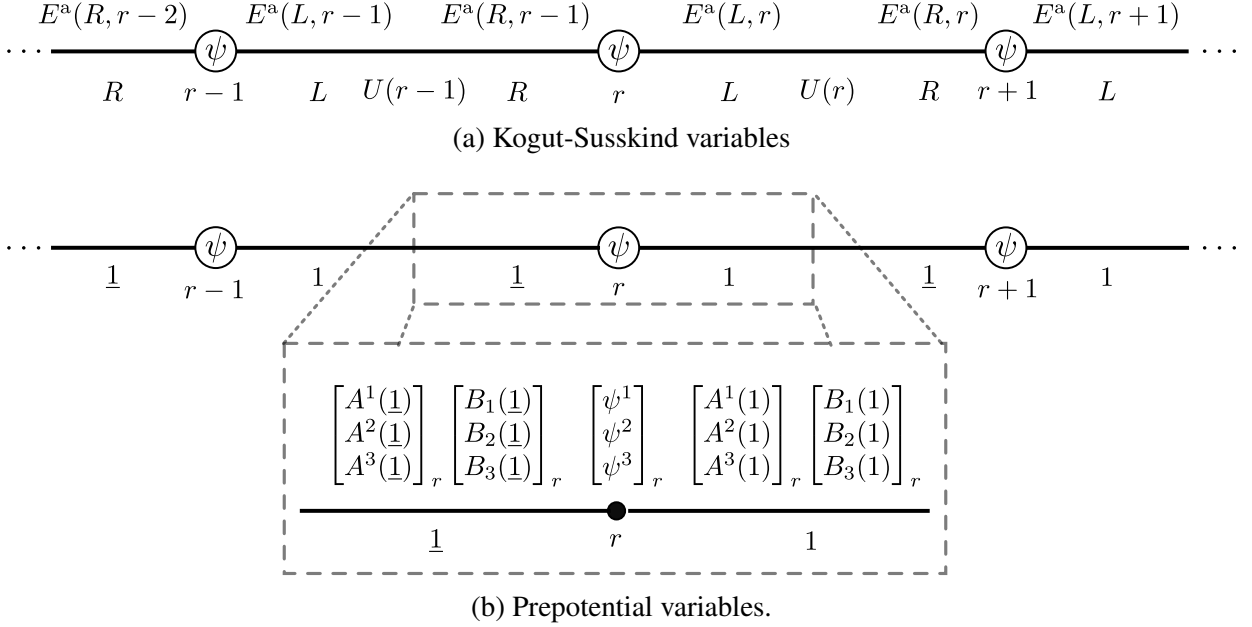 E^a(R, r − 2) E^a(L, r − 1) E^a(R, r − 1) E^a(L, r) E^a(R, r) E^a(L, r + 1)
··· ψ ψ ψ ···
R r − 1 L U(r − 1) R r L U(r) R r + 1 L
(a) Kogut-Susskind variables
··· ψ ψ ψ ···
1 r − 1 1 1 r 1 1 r + 1 1
[A^1(1) [B_1(1) [ψ^1 [A^1(1) [B_1(1)
A^2(1) B_2(1) ψ^2 A^2(1) B_2(1)
A^3(1)]_r B_3(1)]_r ψ^3]_r A^3(1)]_r B_3(1)]_r
1 r 1
(b) Prepotential variables.